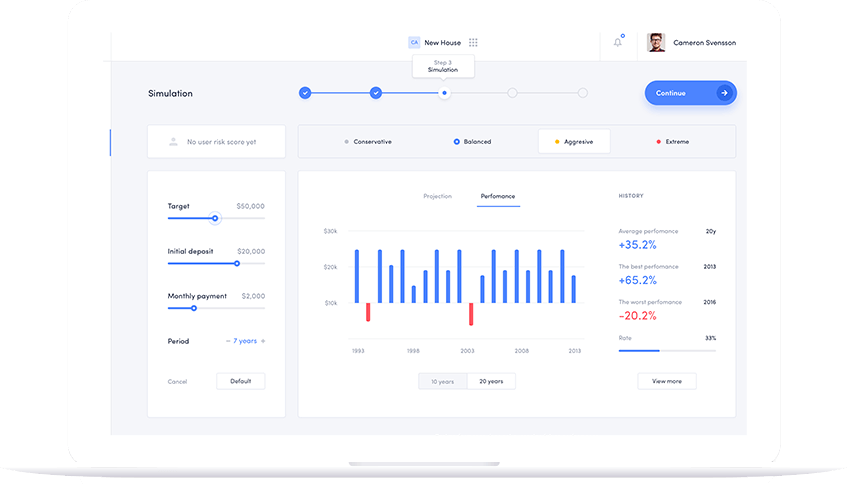 CA New House
Cameron Svensson
Step 3
Simulation
Simulation
Continue
No user risk score yet
Conservative
Balanced
Aggresive
Extreme
Target $50,000
Initial deposit $20,000
Monthly payment $2,000
Period − 7 years +
Cancel
Default
Projection
Perfomance
$30k
$20k
$10k
1993 1998 2003 2008 2013
10 years
20 years
HISTORY
Average perfomance 20y
+35.2%
The best perfomance 2013
+65.2%
The worst perfomance 2016
-20.2%
Rate 33%
View more